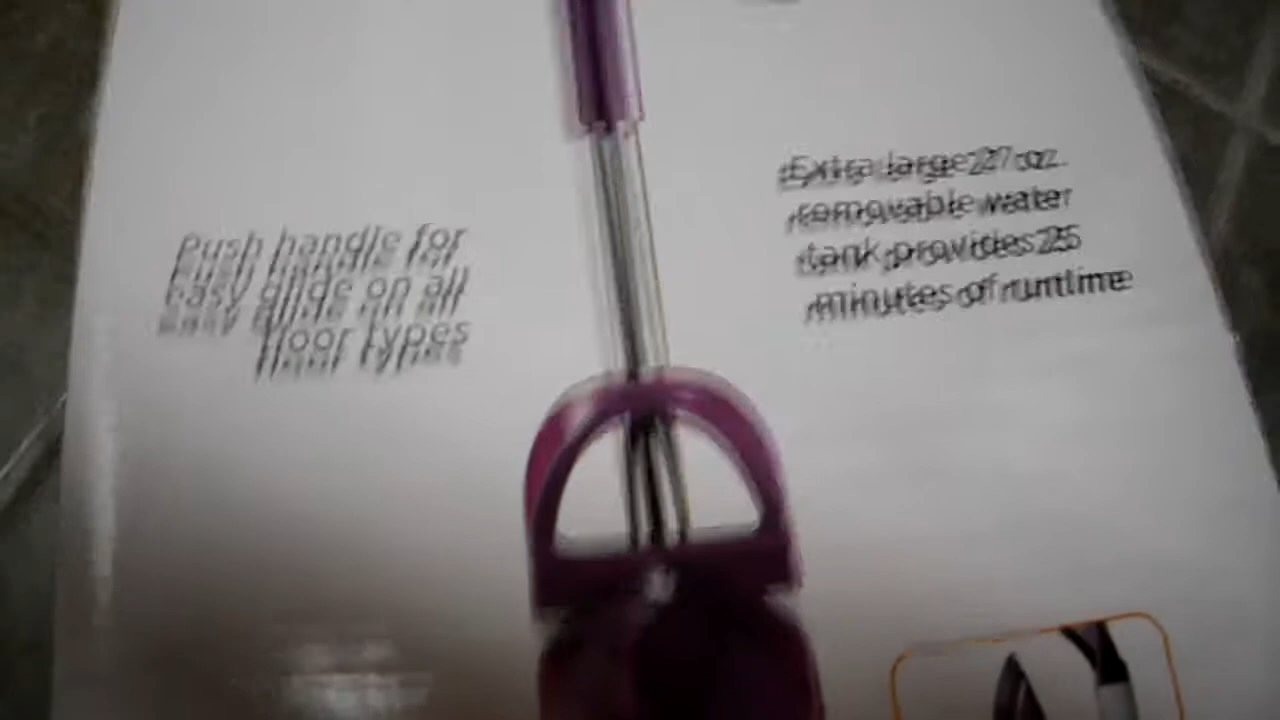 Push handle for
easy glide on all
floor types
Extra large 27 oz.
removable water
tank provides 25
minutes of runtime